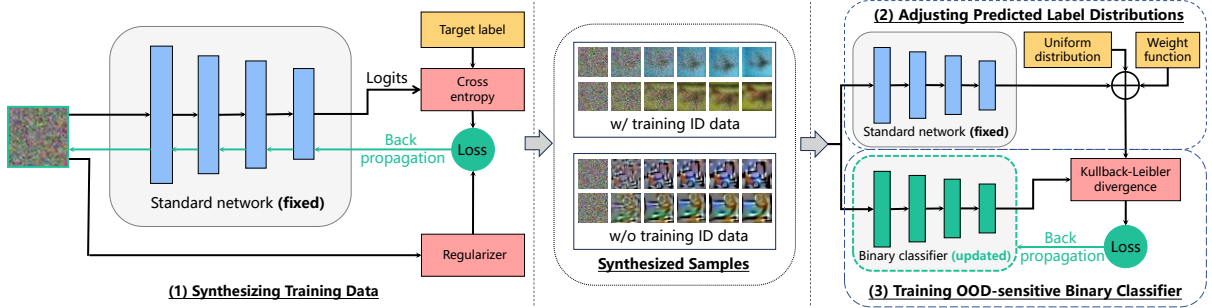 Target label
Logits
Cross
entropy
Back
propagation
Loss
Standard network (fixed)
Regularizer
(1) Synthesizing Training Data
w/ training ID data
w/o training ID data
Synthesized Samples
(2) Adjusting Predicted Label Distributions
Uniform
distribution
Weight
function
Standard network (fixed)
Kullback-Leibler
divergence
Back
propagation
Loss
Binary classifier (updated)
(3) Training OOD-sensitive Binary Classifier